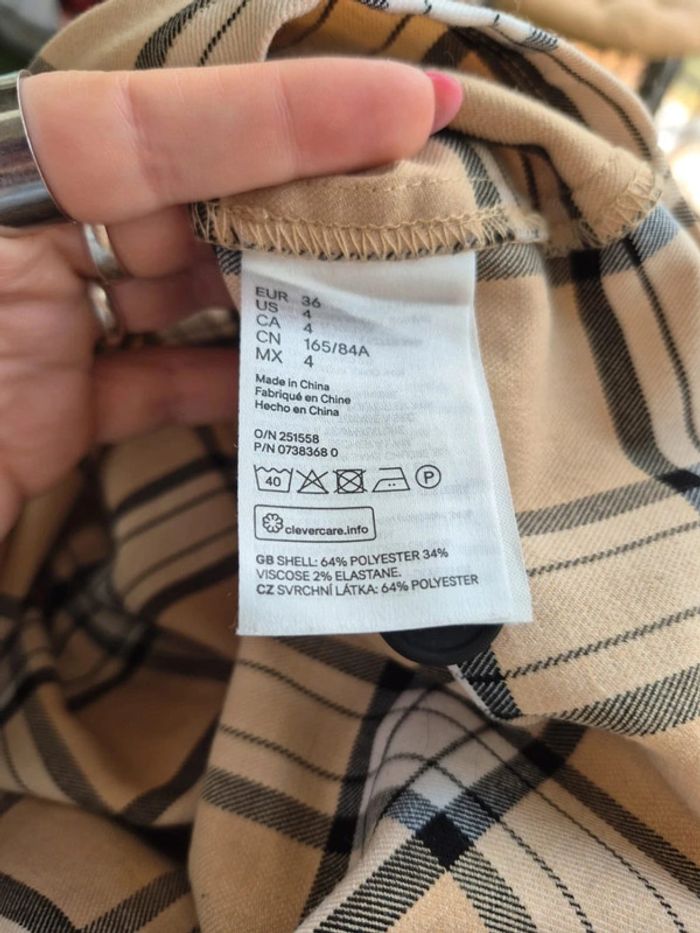 EUR 36
US 4
CA 4
CN 165/84A
MX 4
Made in China
Fabriqué en Chine
Hecho en China
O/N 251558
P/N 0738368 0
40 P
clevercare.info
GB SHELL: 64% POLYESTER 34%
VISCOSE 2% ELASTANE.
CZ SVRCHNÍ LÁTKA: 64% POLYESTER